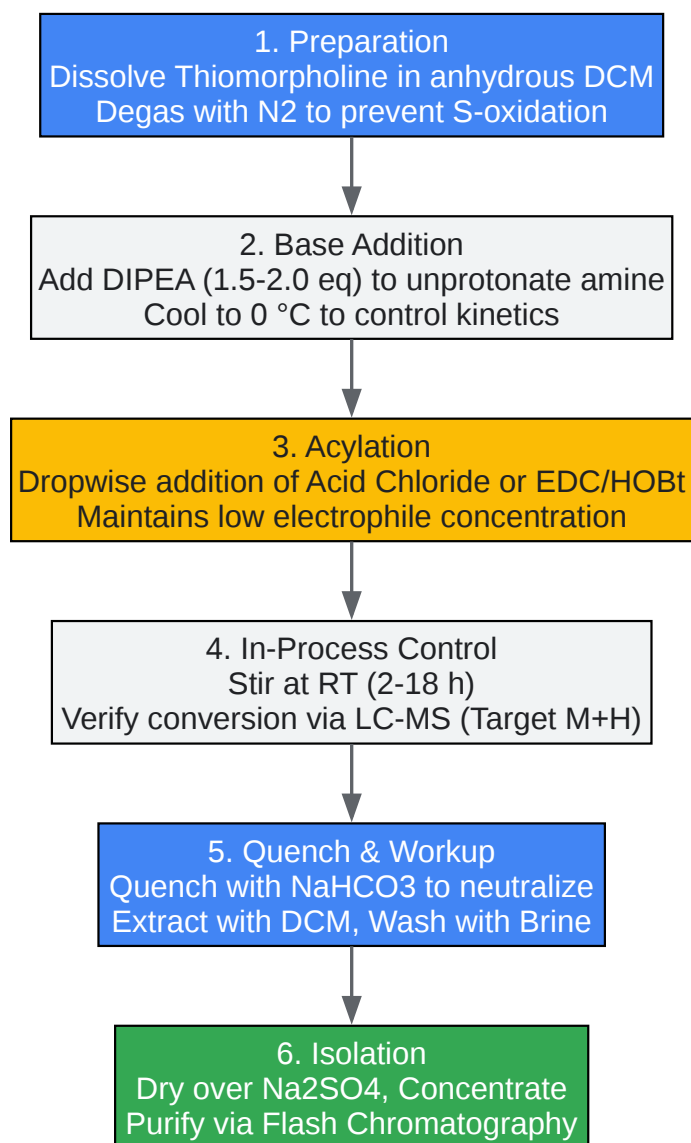 1. Preparation
Dissolve Thiomorpholine in anhydrous DCM
Degas with N2 to prevent S-oxidation
2. Base Addition
Add DIPEA (1.5-2.0 eq) to unprotonate amine
Cool to 0 °C to control kinetics
3. Acylation
Dropwise addition of Acid Chloride or EDC/HOBt
Maintains low electrophile concentration
4. In-Process Control
Stir at RT (2-18 h)
Verify conversion via LC-MS (Target M+H)
5. Quench & Workup
Quench with NaHCO3 to neutralize
Extract with DCM, Wash with Brine
6. Isolation
Dry over Na2SO4, Concentrate
Purify via Flash Chromatography